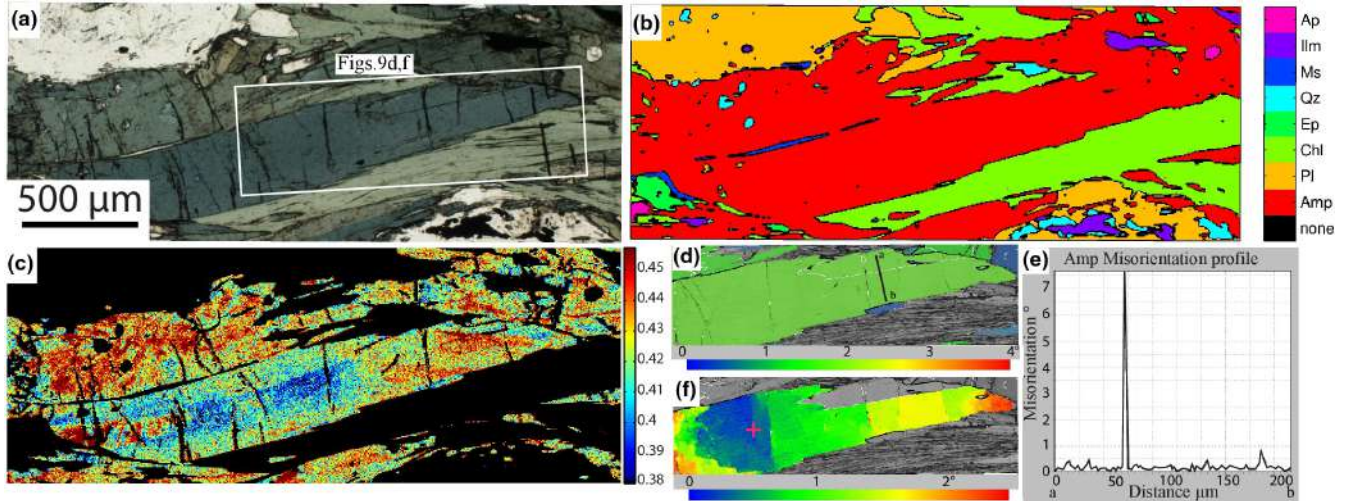 (a)
Figs.9d,f
500 µm
(b)
Ap
Ilm
Ms
Qz
Ep
Chl
Pl
Amp
none
(c)
0.45
0.44
0.43
0.42
0.41
0.40
0.39
0.38
(d)
a
b
0 1 2 3 4°
(f)
0 1 2°
(e)
Amp Misorientation profile
Misorientation °
7
6
5
4
3
2
1
0
0 50 100 150 200
a Distance µm b